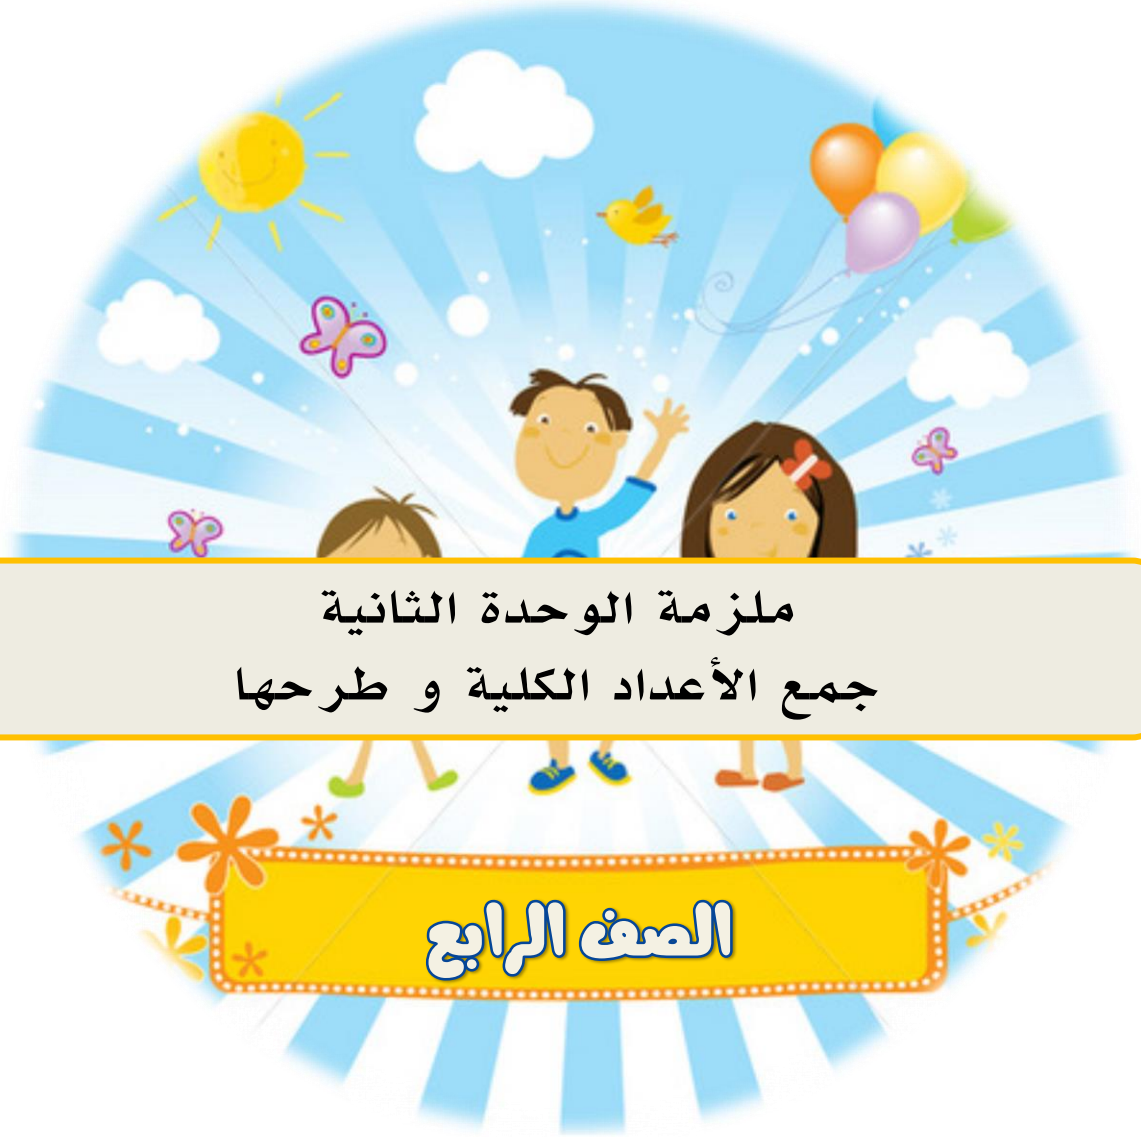 ملزمة الوحدة الثانية
جمع الأعداد الكلية و طرحها
الصف الرابع